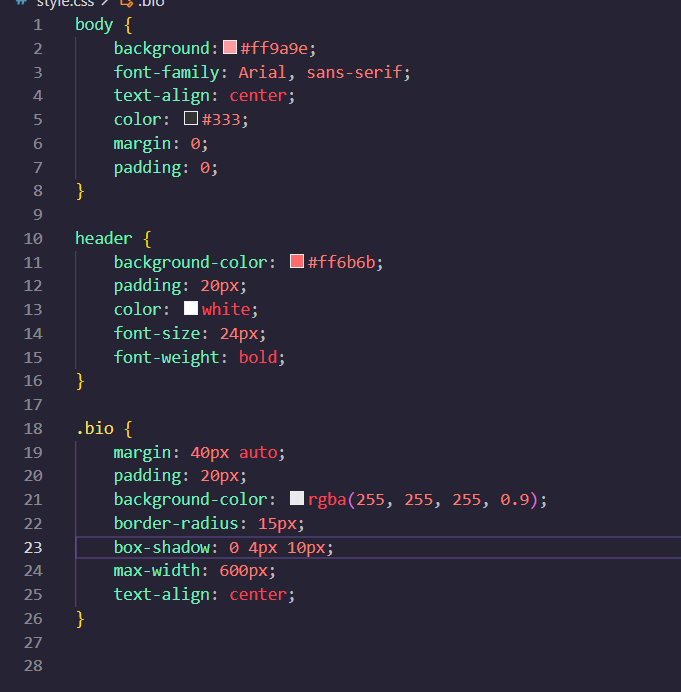 # style.css > .bio
1 body {
2 background: #ff9a9e;
3 font-family: Arial, sans-serif;
4 text-align: center;
5 color: #333;
6 margin: 0;
7 padding: 0;
8 }
9
10 header {
11 background-color: #ff6b6b;
12 padding: 20px;
13 color: white;
14 font-size: 24px;
15 font-weight: bold;
16 }
17
18 .bio {
19 margin: 40px auto;
20 padding: 20px;
21 background-color: rgba(255, 255, 255, 0.9);
22 border-radius: 15px;
23 box-shadow: 0 4px 10px;
24 max-width: 600px;
25 text-align: center;
26 }
27
28